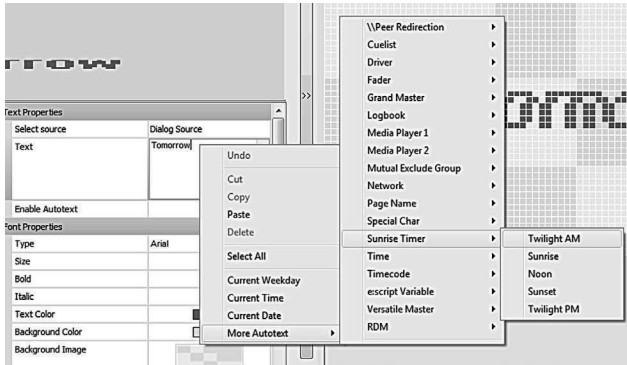 rrow
>>
Text Properties
Select source
Dialog Source
Text
Tomorrow
Enable Autotext
Font Properties
Type
Arial
Size
Bold
Italic
Text Color
Background Color
Background Image
Undo
Cut
Copy
Paste
Delete
Select All
Current Weekday
Current Time
Current Date
More Autotext
\\Peer Redirection
Cuelist
Driver
Fader
Grand Master
Logbook
Media Player 1
Media Player 2
Mutual Exclude Group
Network
Page Name
Special Char
Sunrise Timer
Time
Timecode
e:script Variable
Versatile Master
RDM
Twilight AM
Sunrise
Noon
Sunset
Twilight PM